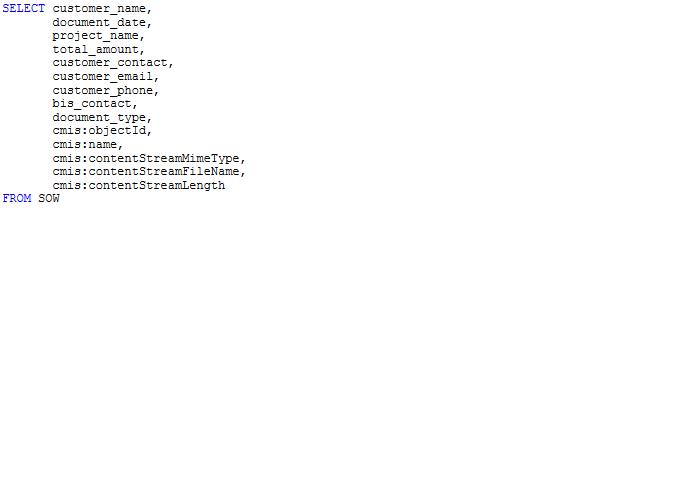 SELECT customer_name,
document_date,
project_name,
total_amount,
customer_contact,
customer_email,
customer_phone,
bis_contact,
document_type,
cmis:objectId,
cmis:name,
cmis:contentStreamMimeType,
cmis:contentStreamFileName,
cmis:contentStreamLength
FROM SOW